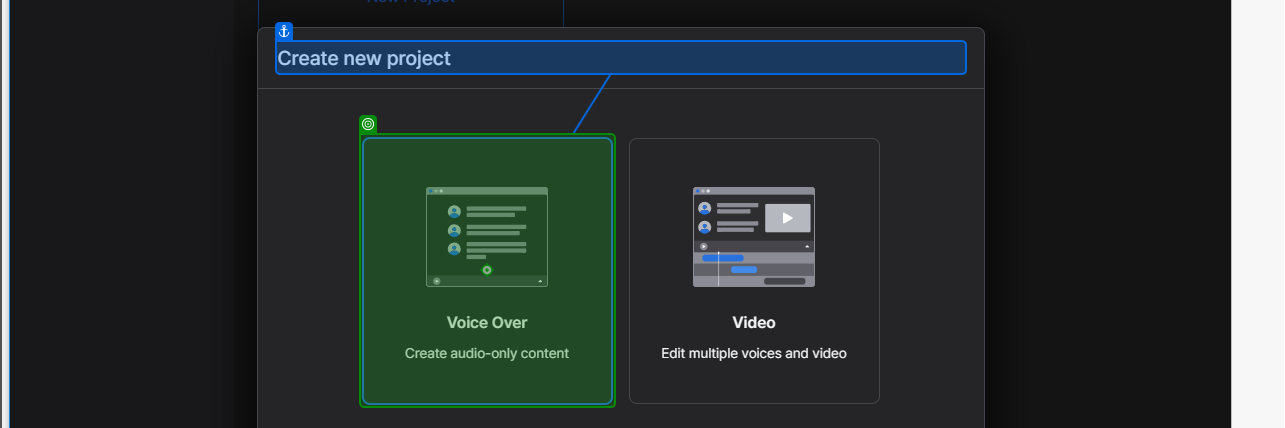 New Project
Create new project
Voice Over
Create audio-only content
Video
Edit multiple voices and video